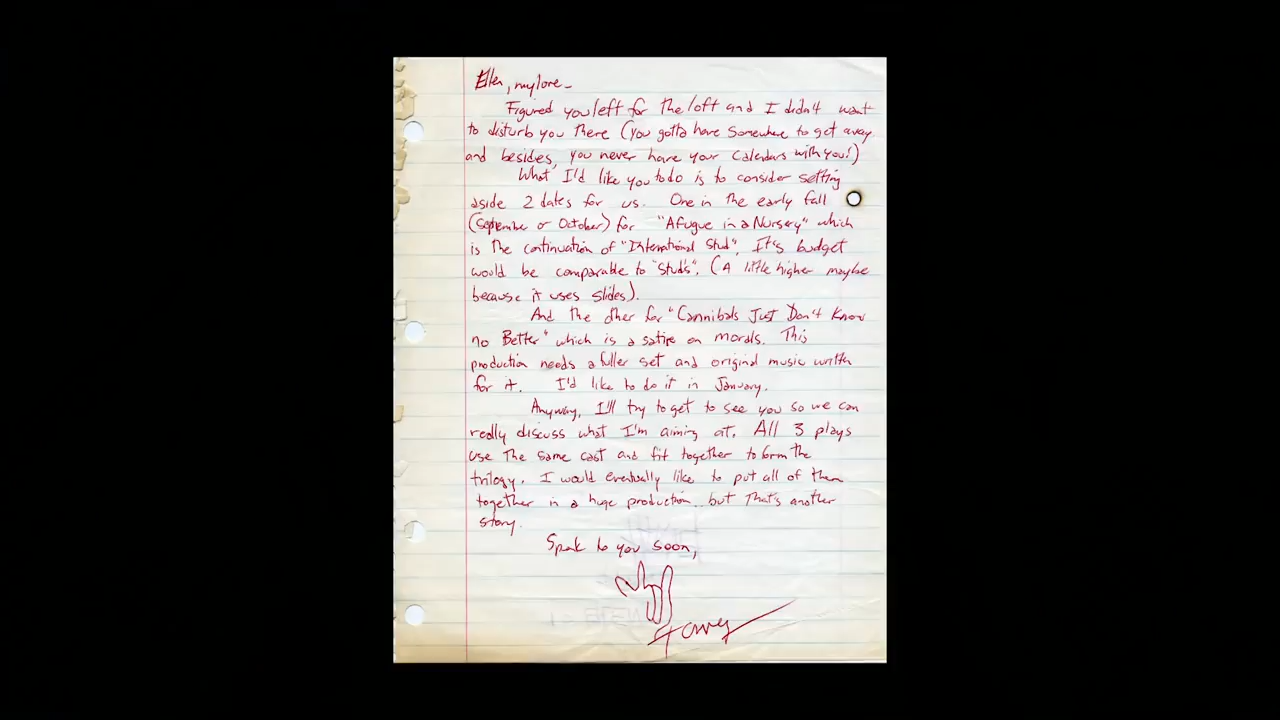 Ellen, my love-
Figured you left for the loft and I didn't want
to disturb you there (you gotta have somewhere to get away
and besides, you never have your calendars with you!)
What I'd like you to do is to consider setting
aside 2 dates for us. One in the early fall
(September or October) for "A Fugue in a Nursery" which
is the continuation of "International Stud". It's budget
would be comparable to "Stud's". (A little higher maybe
because it uses slides).
And the other for "Cannibals Just Don't Know
no Better" which is a satire on morals. This
production needs a fuller set and original music written
for it. I'd like to do it in January.
Anyway, I'll try to get to see you so we can
really discuss what I'm aiming at. All 3 plays
use the same cast and fit together to form the
trilogy. I would eventually like to put all of them
together in a huge production.. but that's another
story.
Speak to you soon,
Harvey